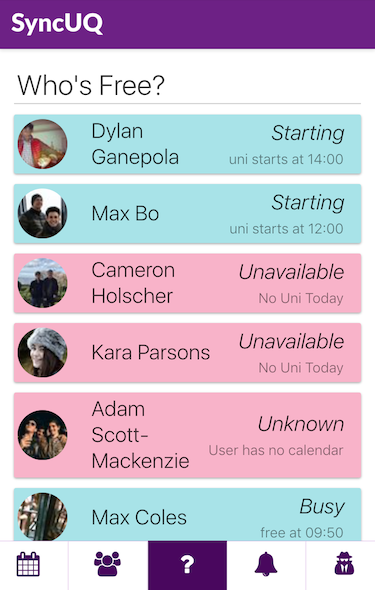 SyncUQ
Who's Free?
Dylan
Ganepola
Starting
uni starts at 14:00
Max Bo
Starting
uni starts at 12:00
Cameron
Holscher
Unavailable
No Uni Today
Kara Parsons
Unavailable
No Uni Today
Adam
Scott-
Mackenzie
Unknown
User has no calendar
Max Coles
Busy
free at 09:50
?